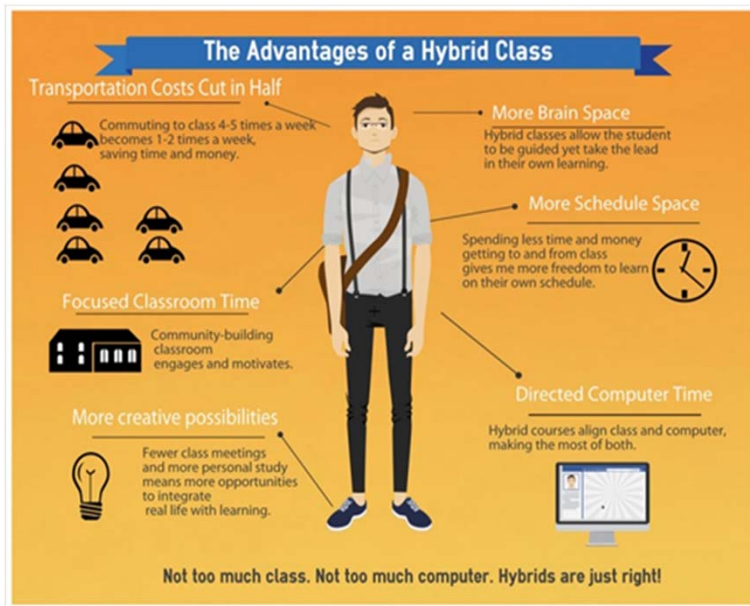 The Advantages of a Hybrid Class
Transportation Costs Cut in Half
Commuting to class 4-5 times a week
becomes 1-2 times a week,
saving time and money.
More Brain Space
Hybrid classes allow the student
to be guided yet take the lead
in their own learning.
More Schedule Space
Spending less time and money
getting to and from class
gives me more freedom to learn
on their own schedule.
Focused Classroom Time
Community-building
classroom
engages and motivates.
Directed Computer Time
Hybrid courses align class and computer,
making the most of both.
More creative possibilities
Fewer class meetings
and more personal study
means more opportunities
to integrate
real life with learning.
Not too much class. Not too much computer. Hybrids are just right!